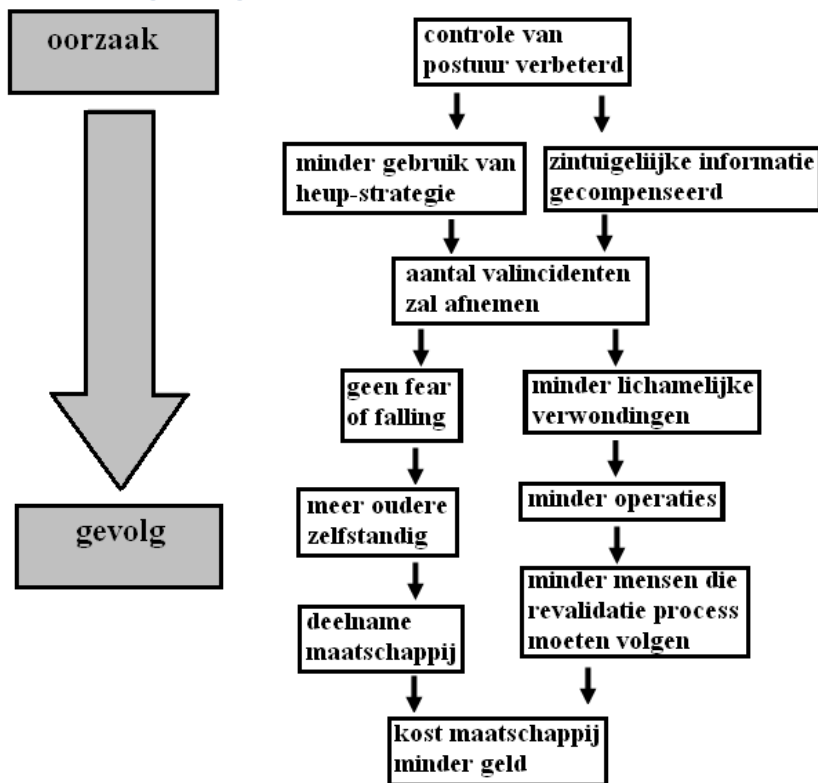 oorzaak
controle van
postuur verbeterd
minder gebruik van
heup-strategie
zintuigeliijke informatie
gecompenseerd
aantal valincidenten
zal afnemen
geen fear
of falling
minder lichamelijke
verwondingen
meer oudere
zelfstandig
minder operaties
gevolg
deelname
maatschappij
minder mensen die
revalidatie process
moeten volgen
kost maatschappij
minder geld